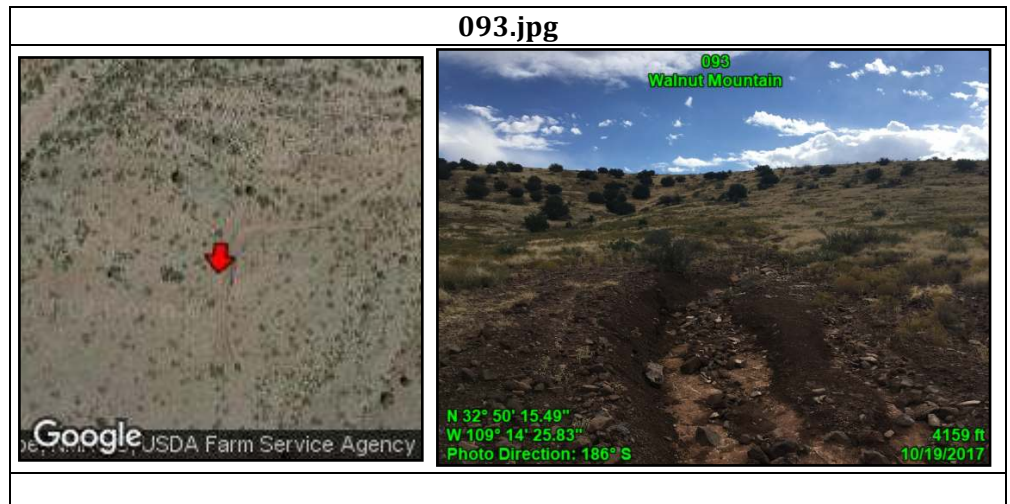 093.jpg
Google
USDA Farm Service Agency
093
Walnut Mountain
N 32° 50' 15.49"
W 109° 14' 25.83"
Photo Direction: 186° S
4159 ft
10/19/2017